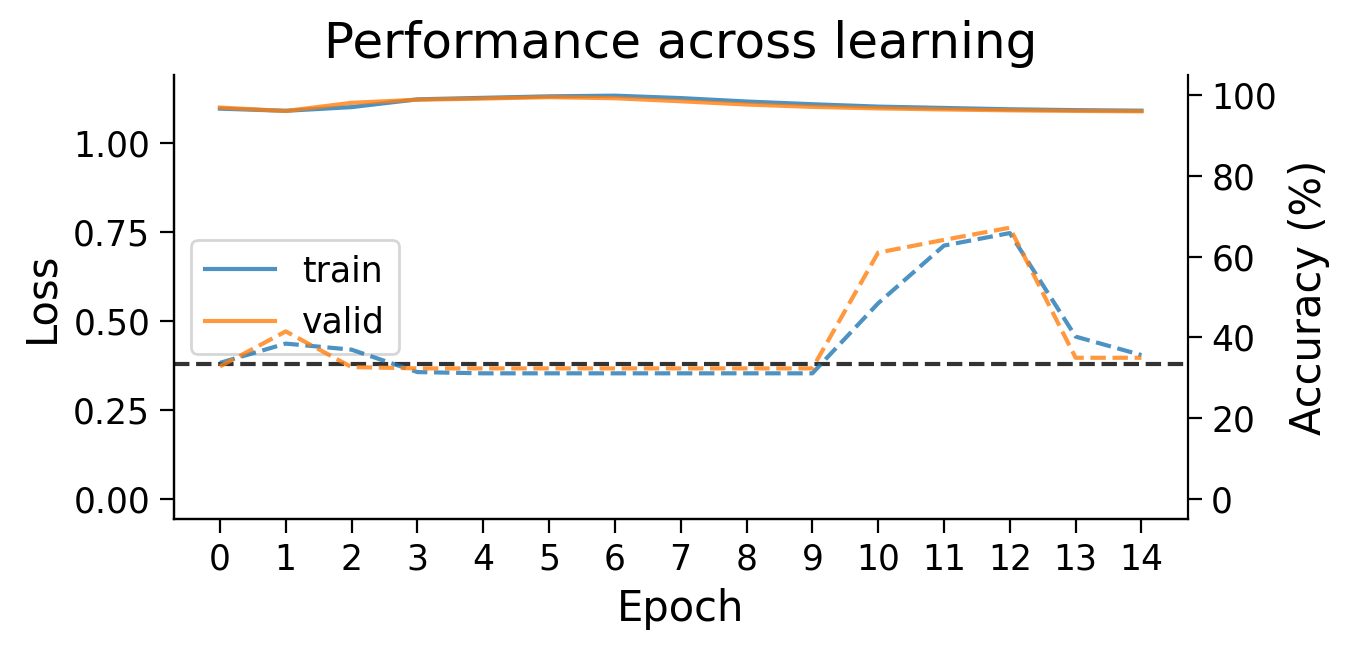 Performance across learning
1.00
0.75
0.50
0.25
0.00
Loss
train
valid
100
80
60
40
20
0
Accuracy (%)
0 1 2 3 4 5 6 7 8 9 10 11 12 13 14
Epoch